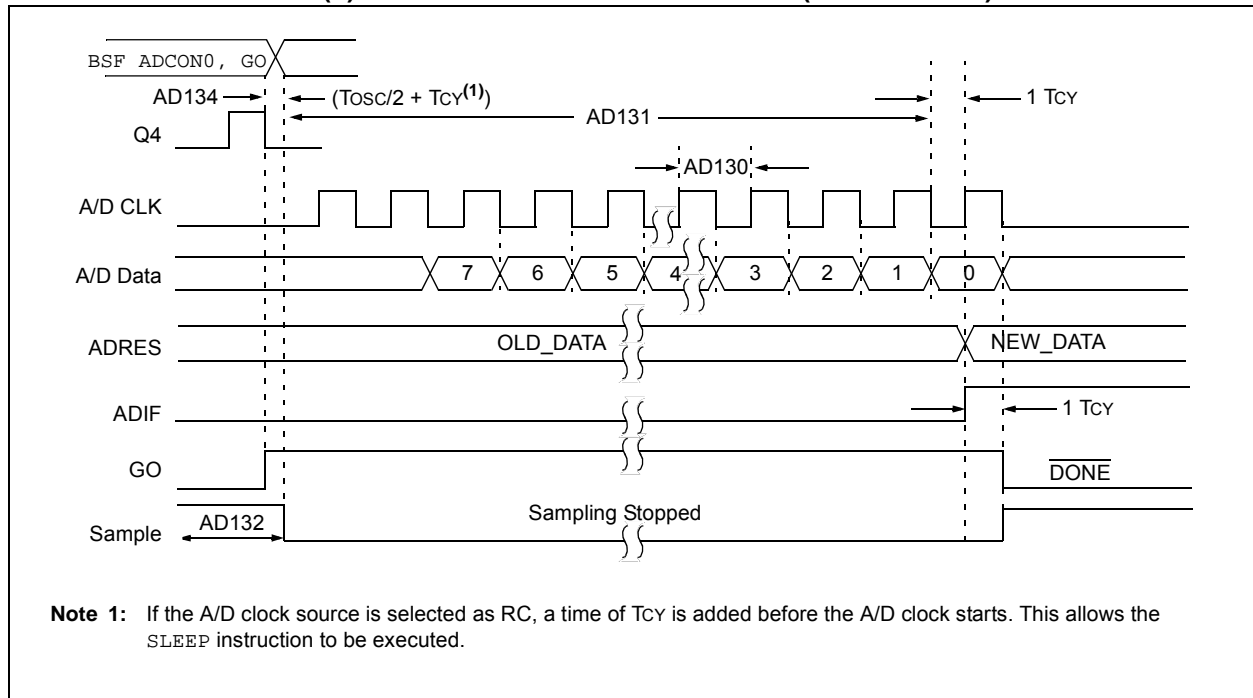 BSF ADCON0, GO
AD134
(TOSC/2 + TCY(1))
1 TCY
AD131
Q4
AD130
A/D CLK
A/D Data
7 6 5 4 3 2 1 0
ADRES
OLD_DATA
NEW_DATA
ADIF
1 TCY
GO
DONE
Sample
AD132
Sampling Stopped
Note 1: If the A/D clock source is selected as RC, a time of TCY is added before the A/D clock starts. This allows the
SLEEP instruction to be executed.